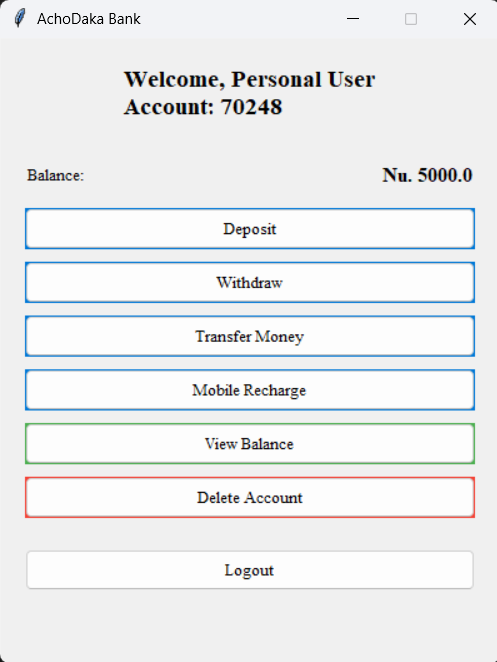 AchoDaka Bank
Welcome, Personal User
Account: 70248
Balance: Nu. 5000.0
Deposit
Withdraw
Transfer Money
Mobile Recharge
View Balance
Delete Account
Logout